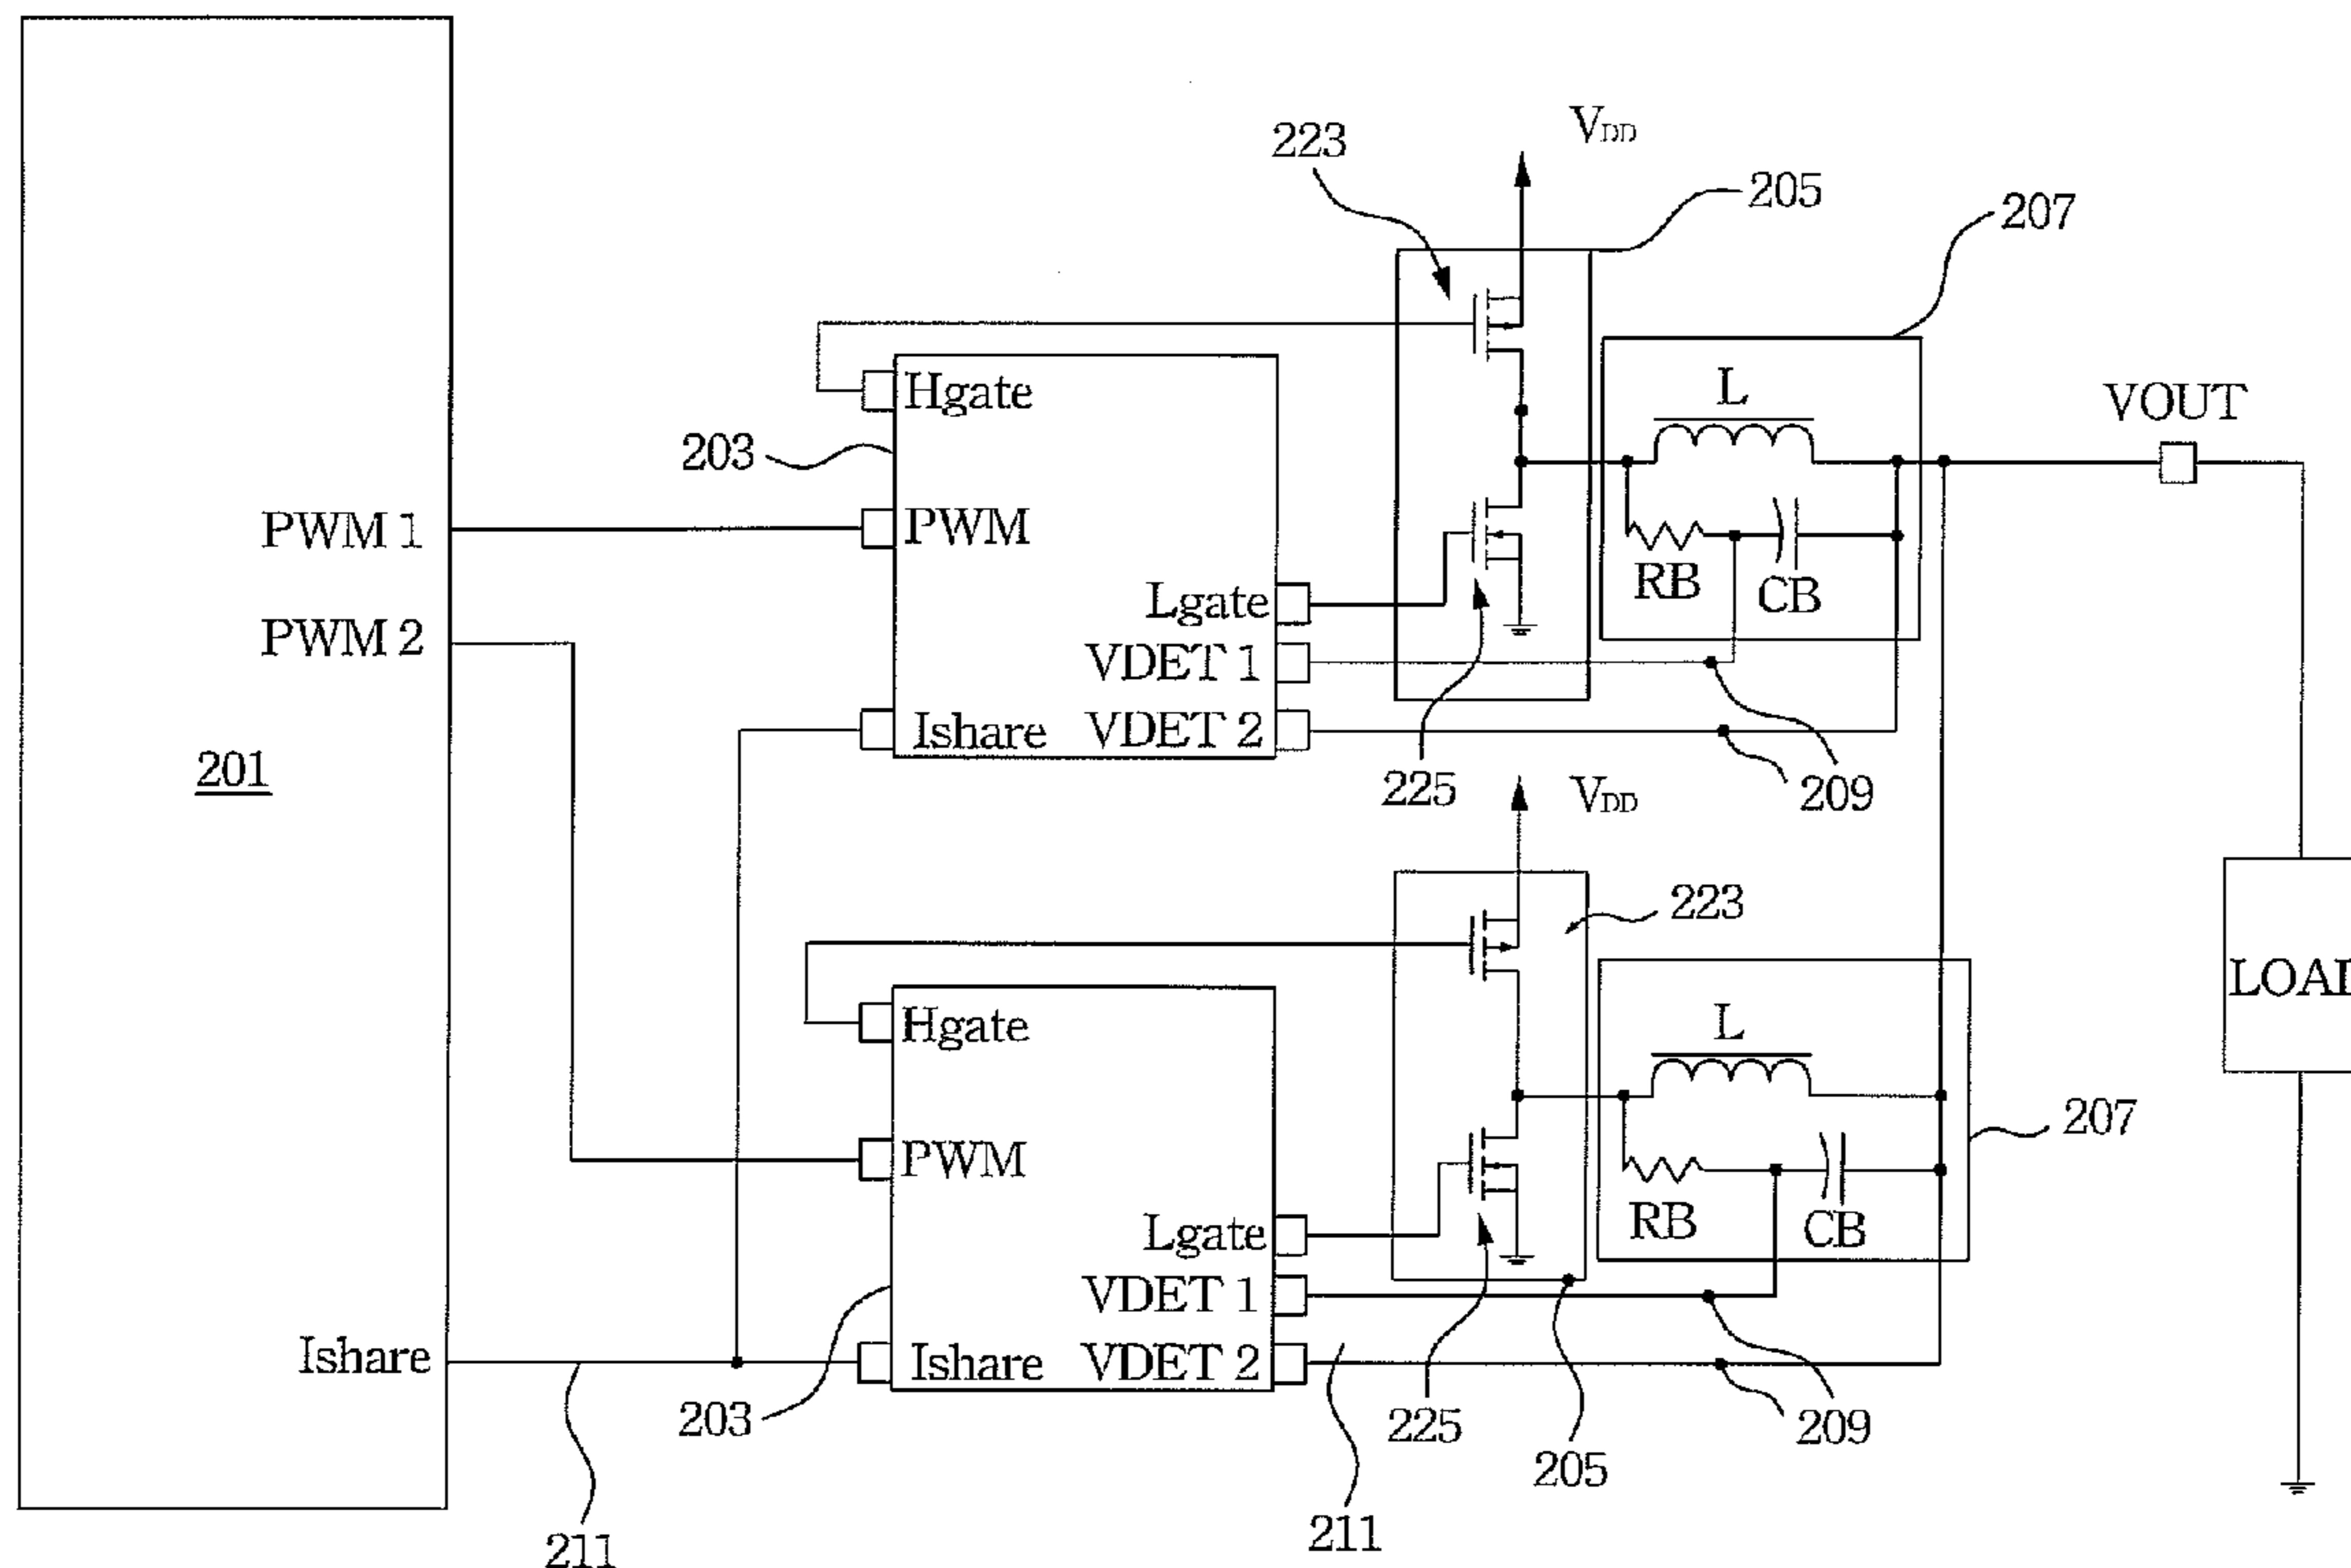 VDD
223
205
207
L
VOUT
Hgate
203
PWM 1
PWM
RB
CB
Lgate
PWM 2
VDET 1
Ishare
VDET 2
201
225
VDD
209
223
LOAD
L
Hgate
207
PWM
RB
CB
Lgate
VDET 1
Ishare
Ishare
VDET 2
203
225
209
205
211
211